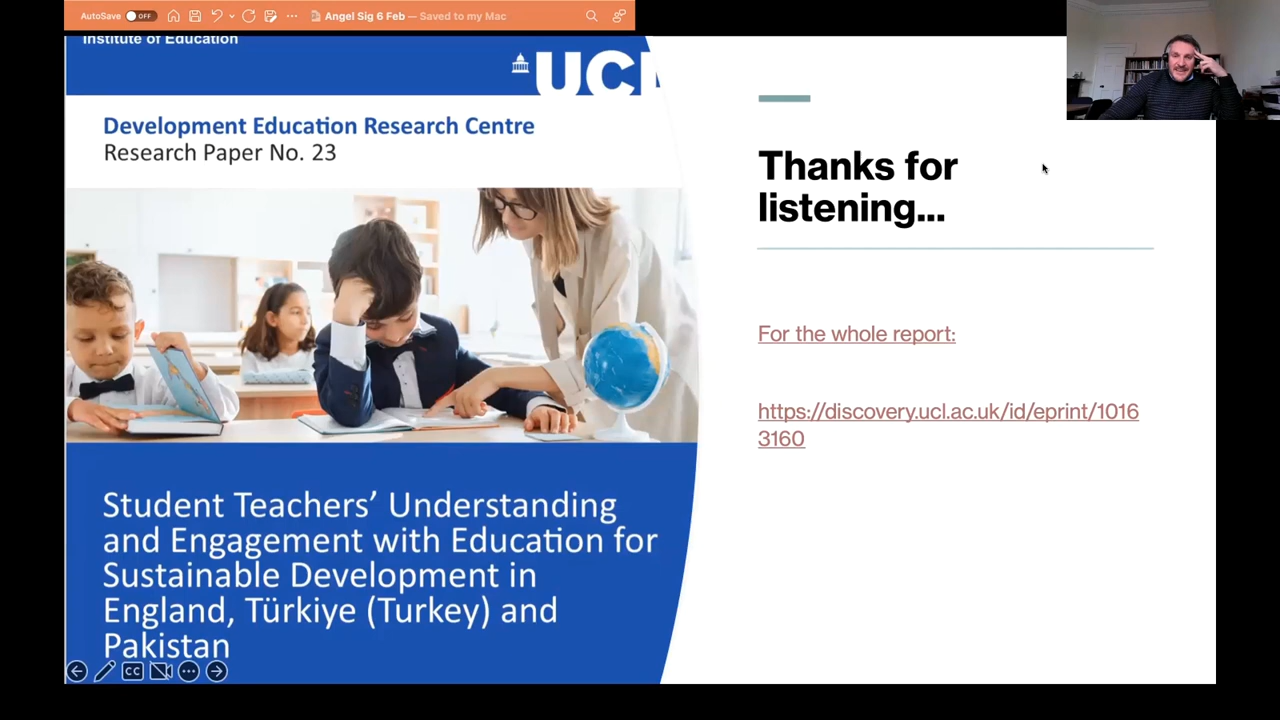 AutoSave OFF
Angel Sig 6 Feb — Saved to my Mac
Institute of Education
UCL
Development Education Research Centre
Research Paper No. 23
Student Teachers’ Understanding
and Engagement with Education for
Sustainable Development in
England, Türkiye (Turkey) and
Pakistan
CC
Thanks for
listening...
For the whole report:
https://discovery.ucl.ac.uk/id/eprint/1016
3160